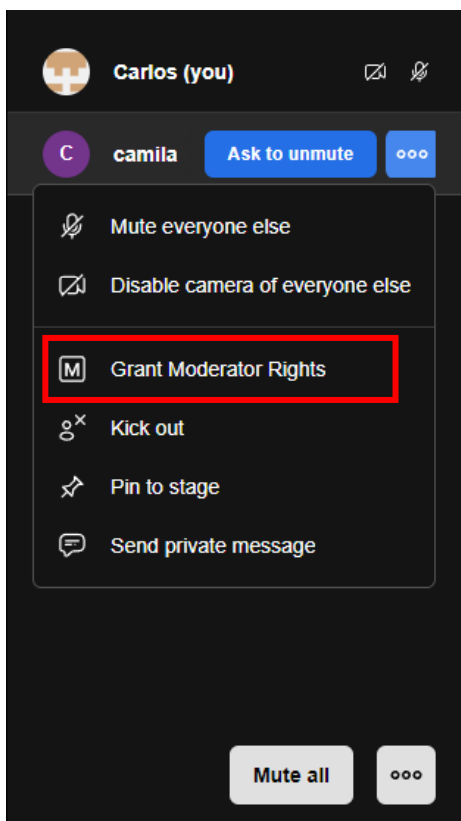 Carlos (you)
C camila Ask to unmute
Mute everyone else
Disable camera of everyone else
M Grant Moderator Rights
Kick out
Pin to stage
Send private message
Mute all